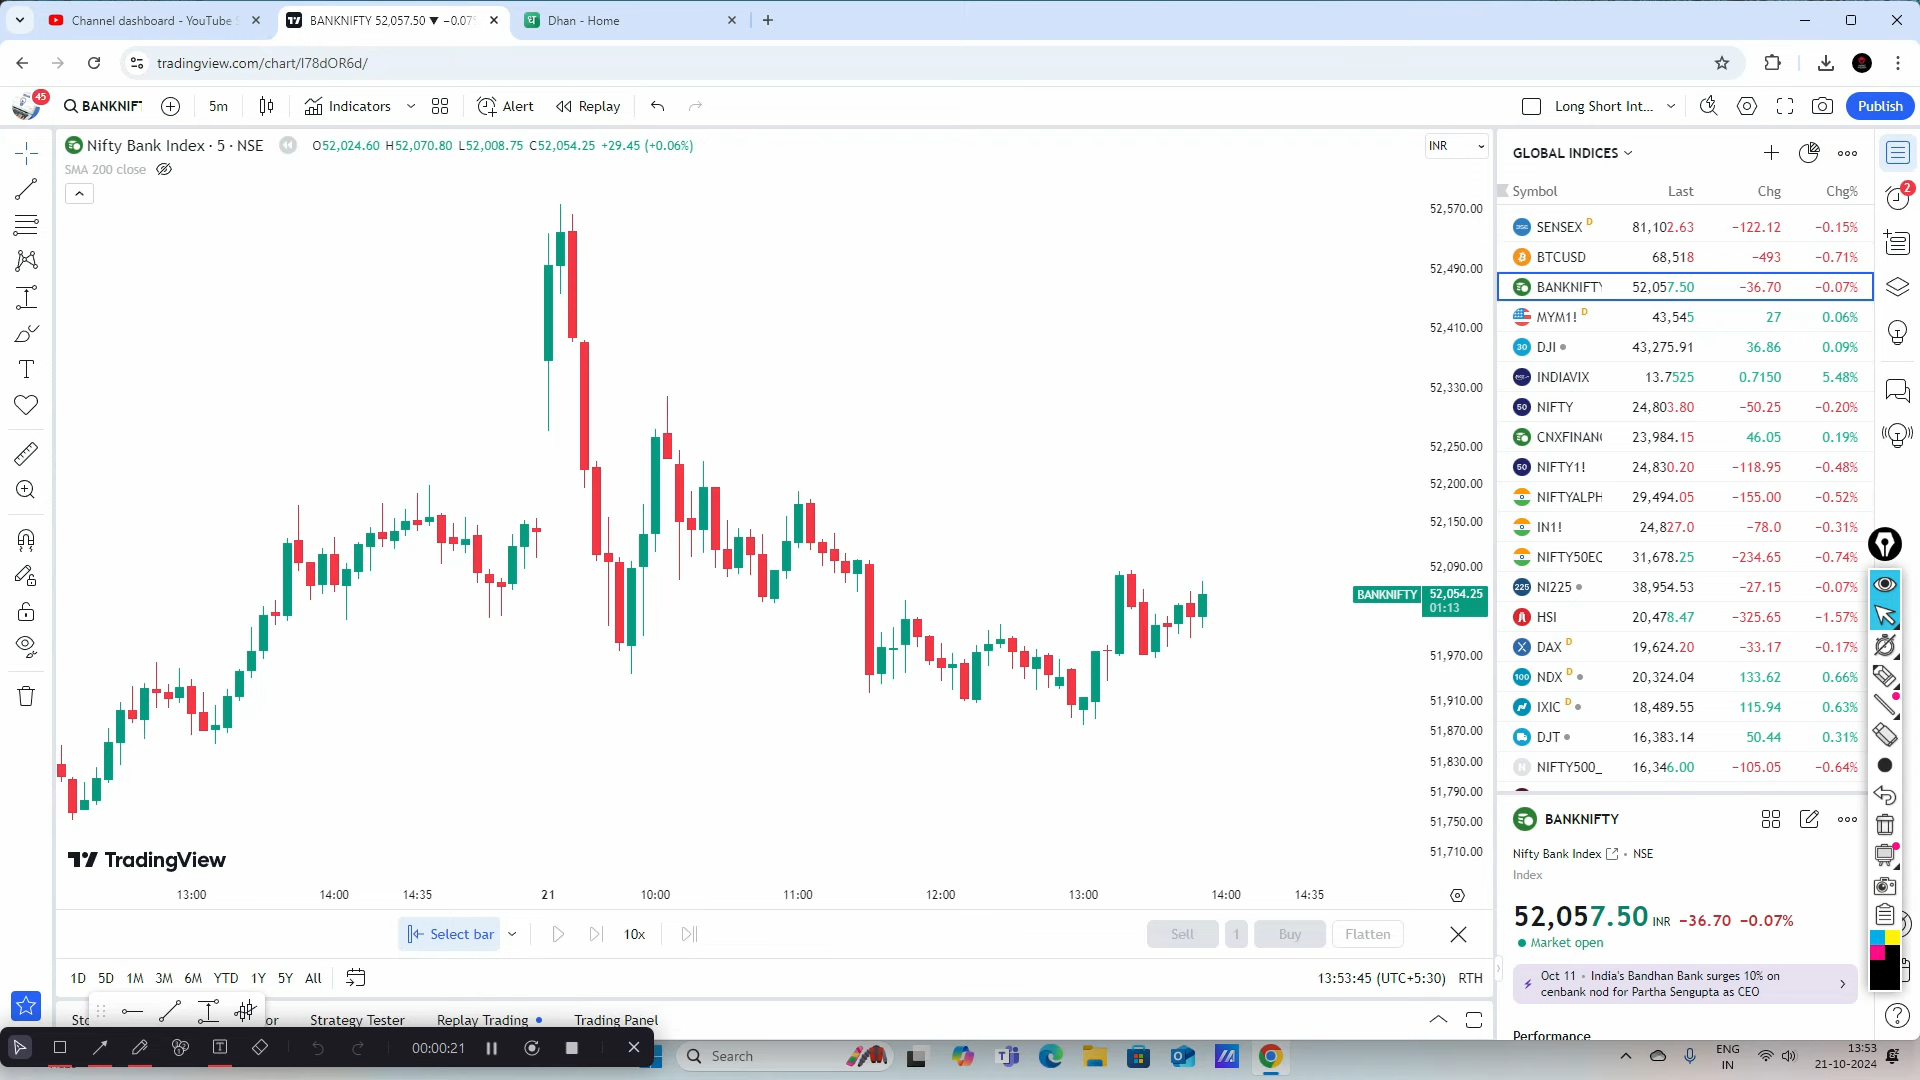 Channel dashboard - YouTube S
BANKNIFTY 52,057.50 ▼ −0.07%
Dhan - Home
tradingview.com/chart/I78dOR6d/
45
BANKNIF
5m
Indicators
Alert
Replay
Long Short Int...
Publish
Nifty Bank Index · 5 · NSE
O52,024.60 H52,070.80 L52,008.75 C52,054.25 +29.45 (+0.06%)
SMA 200 close
INR
52,570.00
52,490.00
52,410.00
52,330.00
52,250.00
52,200.00
52,150.00
52,090.00
BANKNIFTY 52,054.25
01:13
51,970.00
51,910.00
51,870.00
51,830.00
51,790.00
51,750.00
51,710.00
TradingView
13:00 14:00 14:35 21 10:00 11:00 12:00 13:00 14:00 14:35
Select bar
10x
Sell 1 Buy Flatten
1D 5D 1M 3M 6M YTD 1Y 5Y All
13:53:45 (UTC+5:30) RTH
Strategy Tester
Replay Trading
Trading Panel
00:00:21
GLOBAL INDICES
2
Symbol Last Chg Chg%
SENSEX D 81,102.63 −122.12 −0.15%
BTCUSD 68,518 −493 −0.71%
BANKNIFTY 52,057.50 −36.70 −0.07%
MYM1! D 43,545 27 0.06%
DJI 43,275.91 36.86 0.09%
INDIAVIX 13.7525 0.7150 5.48%
NIFTY 24,803.80 −50.25 −0.20%
CNXFINAN 23,984.15 46.05 0.19%
NIFTY1! 24,830.20 −118.95 −0.48%
NIFTYALPH 29,494.05 −155.00 −0.52%
IN1! 24,827.0 −78.0 −0.31%
NIFTY50EQ 31,678.25 −234.65 −0.74%
NI225 38,954.53 −27.15 −0.07%
HSI 20,478.47 −325.65 −1.57%
DAX D 19,624.20 −33.17 −0.17%
NDX D 20,324.04 133.62 0.66%
IXIC D 18,489.55 115.94 0.63%
DJT 16,383.14 50.44 0.31%
NIFTY500_ 16,346.00 −105.05 −0.64%
BANKNIFTY
Nifty Bank Index • NSE
Index
52,057.50 INR −36.70 −0.07%
Market open
Oct 11 • India's Bandhan Bank surges 10% on
cenbank nod for Partha Sengupta as CEO
Performance
Search
ENG
IN
13:53
21-10-2024